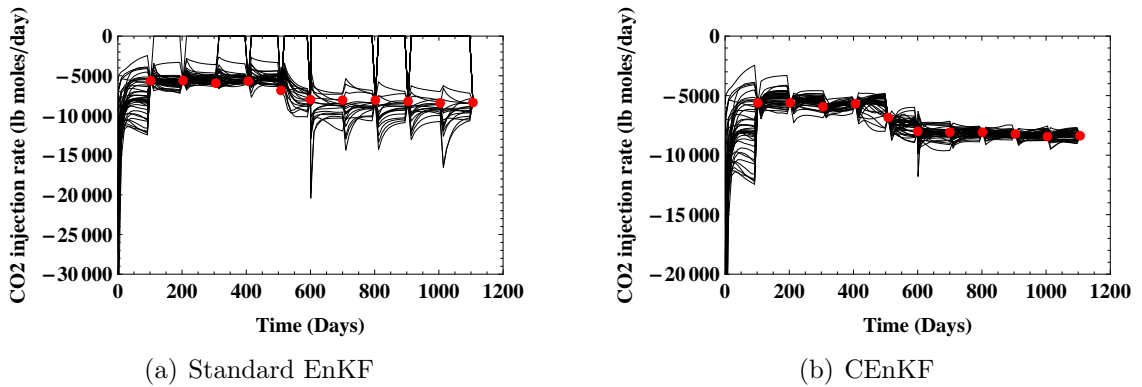 CO2 injection rate (lb moles/day)
0
−5000
−10 000
−15 000
−20 000
−25 000
−30 000
0 200 400 600 800 1000 1200
Time (Days)
(a) Standard EnKF
CO2 injection rate (lb moles/day)
0
−5000
−10 000
−15 000
−20 000
0 200 400 600 800 1000 1200
Time (Days)
(b) CEnKF